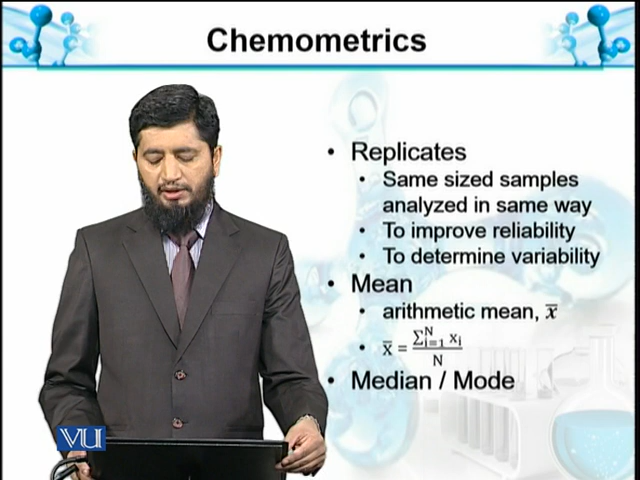 Chemometrics
• Replicates
• Same sized samples
analyzed in same way
• To improve reliability
• To determine variability
• Mean
• arithmetic mean, x̅
• x̅ = ∑ᵢ₌₁ᴺ xᵢ / N
• Median / Mode
VU